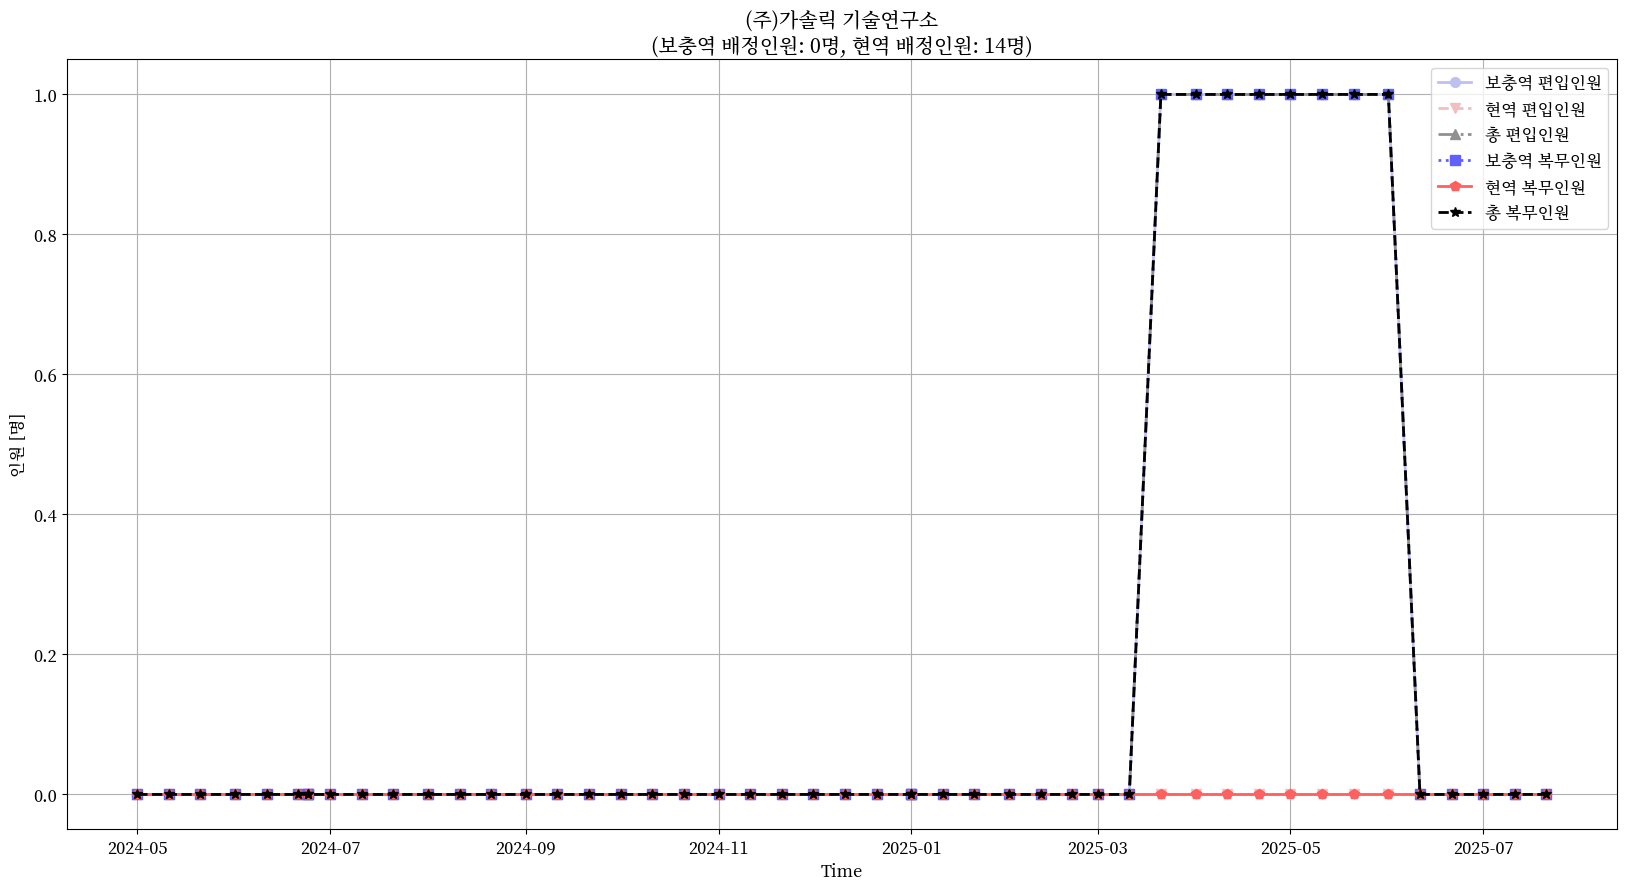 (주)가솔릭 기술연구소
(보충역 배정인원: 0명, 현역 배정인원: 14명)
보충역 편입인원
현역 편입인원
총 편입인원
보충역 복무인원
현역 복무인원
총 복무인원
인원 [명]
1.0
0.8
0.6
0.4
0.2
0.0
2024-05
2024-07
2024-09
2024-11
2025-01
2025-03
2025-05
2025-07
Time